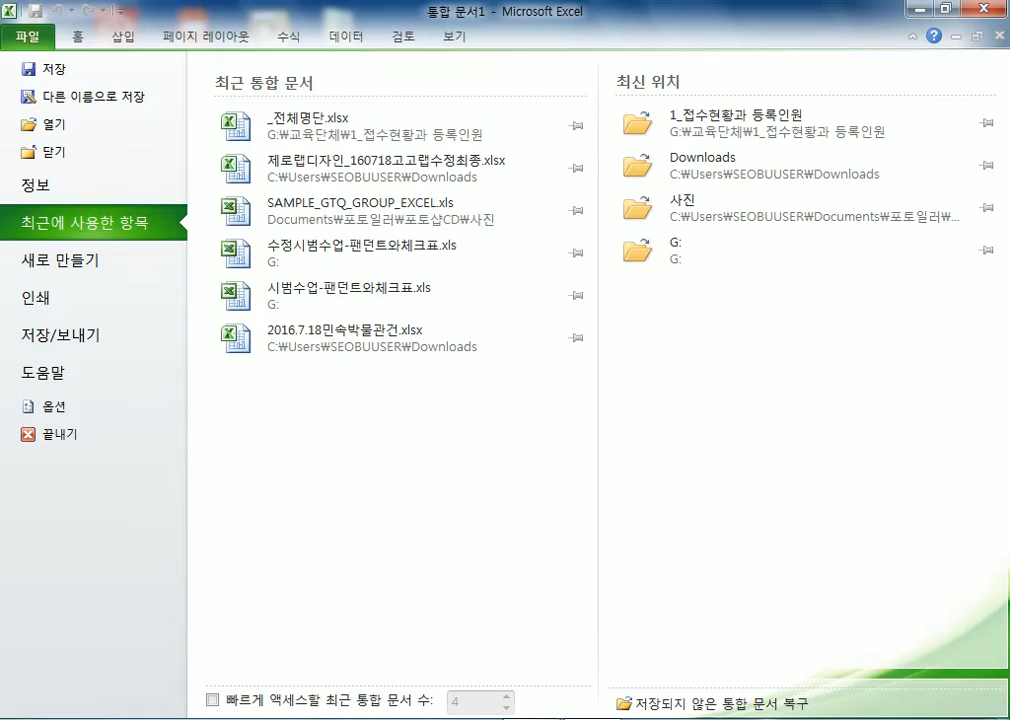 통합 문서1 - Microsoft Excel
파일 홈 삽입 페이지 레이아웃 수식 데이터 검토 보기
저장
다른 이름으로 저장
열기
닫기
정보
최근에 사용한 항목
새로 만들기
인쇄
저장/보내기
도움말
옵션
끝내기
최근 통합 문서
_전체명단.xlsx
G:₩교육단체₩1_접수현황과 등록인원
제로랩디자인_160718고고랩수정최종.xlsx
C:₩Users₩SEOBUUSER₩Downloads
SAMPLE_GTQ_GROUP_EXCEL.xls
Documents₩포토일러₩포토샵CD₩사진
수정시범수업-팬던트와체크표.xls
G:
시범수업-팬던트와체크표.xls
G:
2016.7.18민속박물관건.xlsx
C:₩Users₩SEOBUUSER₩Downloads
빠르게 액세스할 최근 통합 문서 수: 4
최신 위치
1_접수현황과 등록인원
G:₩교육단체₩1_접수현황과 등록인원
Downloads
C:₩Users₩SEOBUUSER₩Downloads
사진
C:₩Users₩SEOBUUSER₩Documents₩포토일러₩...
G:
G:
저장되지 않은 통합 문서 복구